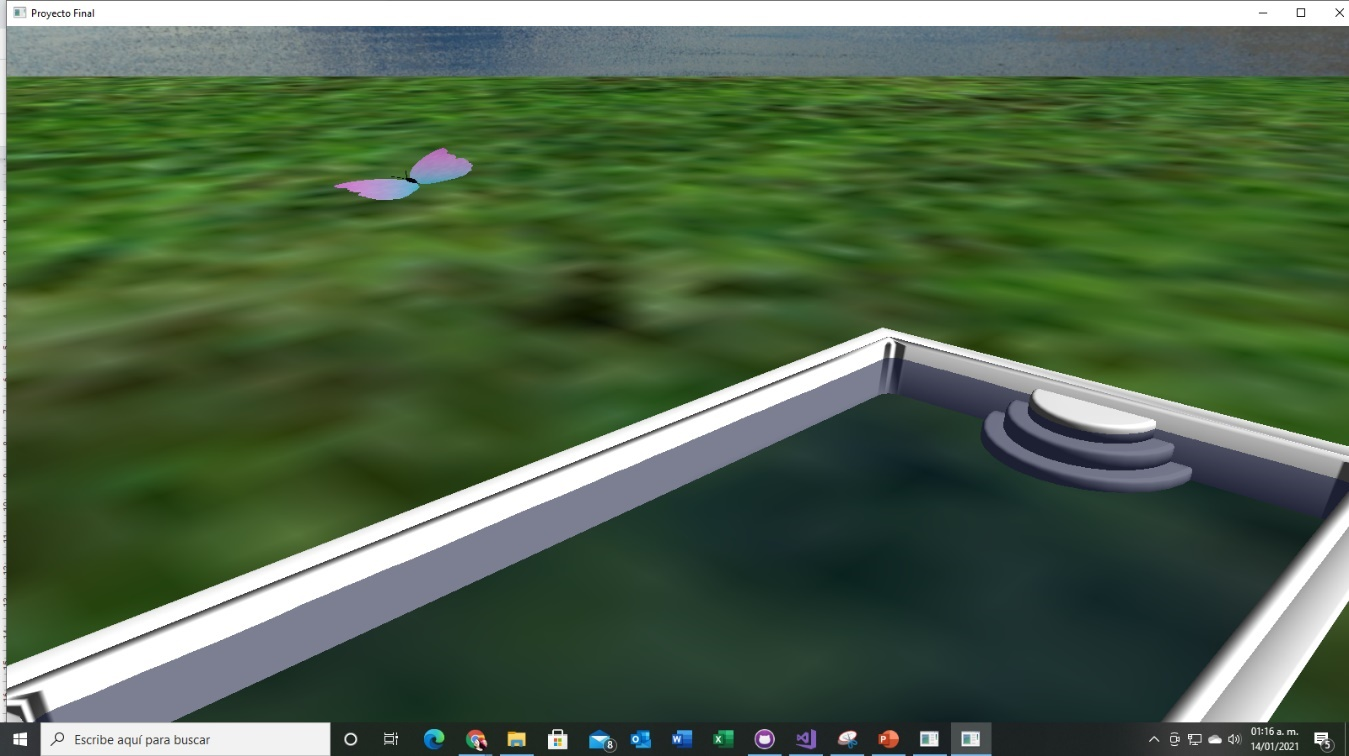 Proyecto Final
Escribe aquí para buscar
8
01:16 a. m.
14/01/2021
5